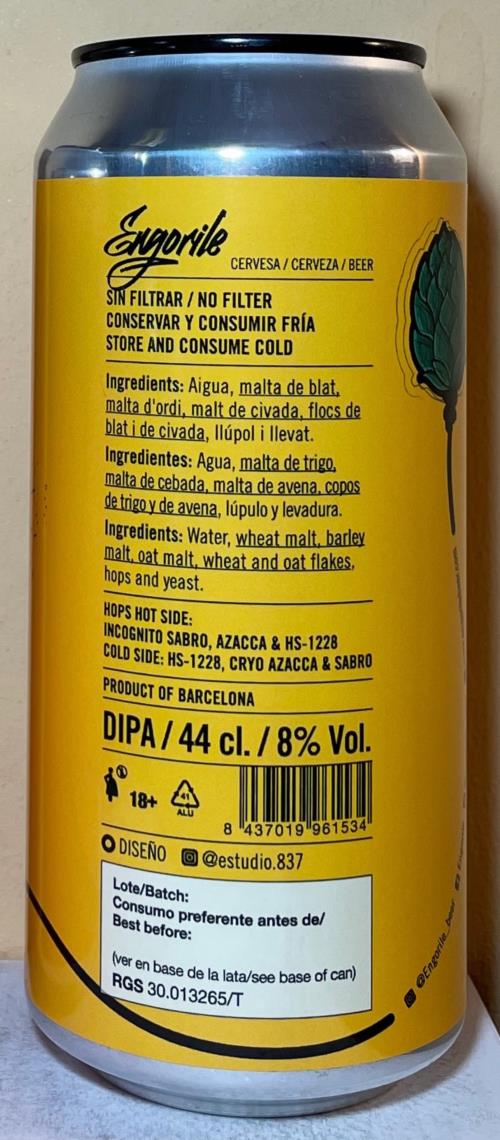 Engorile
CERVESA / CERVEZA / BEER
SIN FILTRAR / NO FILTER
CONSERVAR Y CONSUMIR FRÍA
STORE AND CONSUME COLD
Ingredients: Aigua, malta de blat,
malta d'ordi, malt de civada, flocs de
blat i de civada, llúpol i llevat.
Ingredientes: Agua, malta de trigo,
malta de cebada, malta de avena, copos
de trigo y de avena, lúpulo y levadura.
Ingredients: Water, wheat malt, barley
malt, oat malt, wheat and oat flakes,
hops and yeast.
HOPS HOT SIDE:
INCOGNITO SABRO, AZACCA & HS-1228
COLD SIDE: HS-1228, CRYO AZACCA & SABRO
PRODUCT OF BARCELONA
DIPA / 44 cl. / 8% Vol.
18+
41
ALU
8 437019 961534
DISEÑO @estudio.837
Lote/Batch:
Consumo preferente antes de/
Best before:
(ver en base de la lata/see base of can)
RGS 30.013265/T
@Engorile_beer